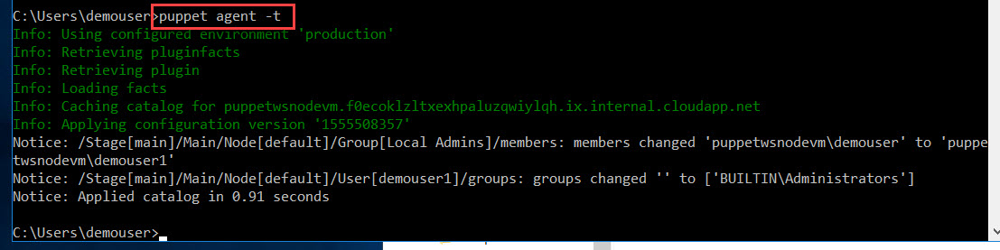 C:\Users\demouser>puppet agent -t
Info: Using configured environment 'production'
Info: Retrieving pluginfacts
Info: Retrieving plugin
Info: Loading facts
Info: Caching catalog for puppetwsnodevm.f0ecoklzltxexhpaluzqwiylqh.ix.internal.cloudapp.net
Info: Applying configuration version '1555508357'
Notice: /Stage[main]/Main/Node[default]/Group[Local Admins]/members: members changed 'puppetwsnodevm\demouser' to 'puppe
twsnodevm\demouser1'
Notice: /Stage[main]/Main/Node[default]/User[demouser1]/groups: groups changed '' to ['BUILTIN\Administrators']
Notice: Applied catalog in 0.91 seconds
C:\Users\demouser>